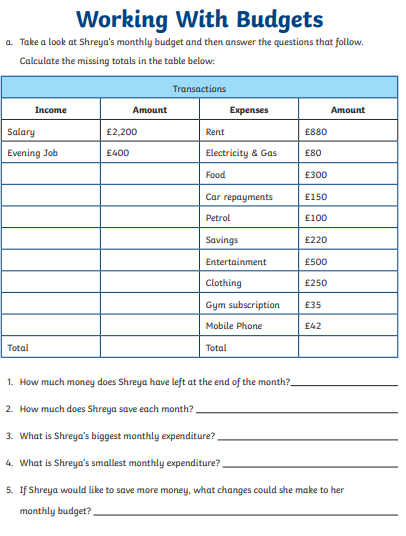 Working With Budgets
a. Take a look at Shreya's monthly budget and then answer the questions that follow.
Calculate the missing totals in the table below:
Transactions
Income Amount Expenses Amount
Salary £2,200 Rent £880
Evening Job £400 Electricity & Gas £80
Food £300
Car repayments £150
Petrol £100
Savings £220
Entertainment £500
Clothing £250
Gym subscription £35
Mobile Phone £42
Total Total
1. How much money does Shreya have left at the end of the month?
2. How much does Shreya save each month?
3. What is Shreya's biggest monthly expenditure?
4. What is Shreya's smallest monthly expenditure?
5. If Shreya would like to save more money, what changes could she make to her
monthly budget?